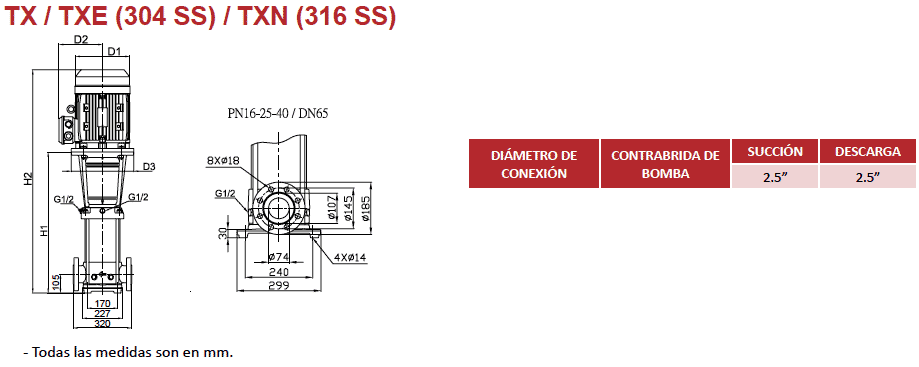 TX / TXE (304 SS) / TXN (316 SS)
D2
D1
PN16-25-40 / DN65
8XØ18
D3
H2
G1/2
G1/2
G1/2
H1
30
Ø107
Ø145
Ø185
105
Ø74
4XØ14
240
299
170
227
320
DIÁMETRO DE CONEXIÓN
CONTRABRIDA DE BOMBA
SUCCIÓN
DESCARGA
2.5”
2.5”
- Todas las medidas son en mm.